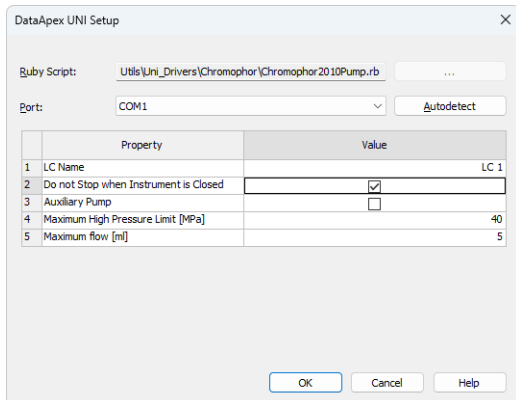 DataApex UNI Setup
Ruby Script: Utils\Uni_Drivers\Chromophor\Chromophor2010Pump.rb ...
Port: COM1 Autodetect
Property Value
1 LC Name LC 1
2 Do not Stop when Instrument is Closed
3 Auxiliary Pump
4 Maximum High Pressure Limit [MPa] 40
5 Maximum flow [ml] 5
OK Cancel Help